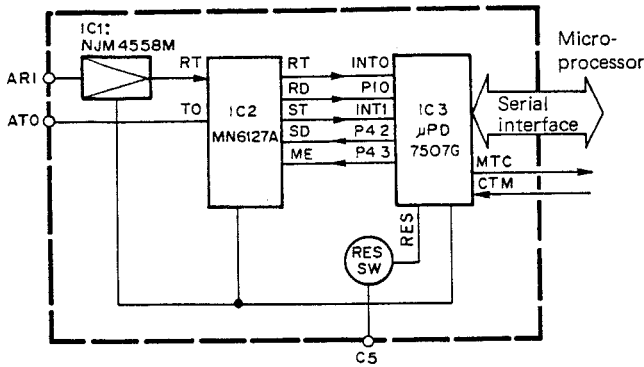 IC1:
NJM4558M
ARI
RT
ATO
TO
IC2
MN6127A
RT
RD
ST
SD
ME
INT0
P10
INT1
P42
P43
IC3
µPD
7507G
Micro-
processor
Serial
interface
MTC
CTM
RES
RES
SW
C5